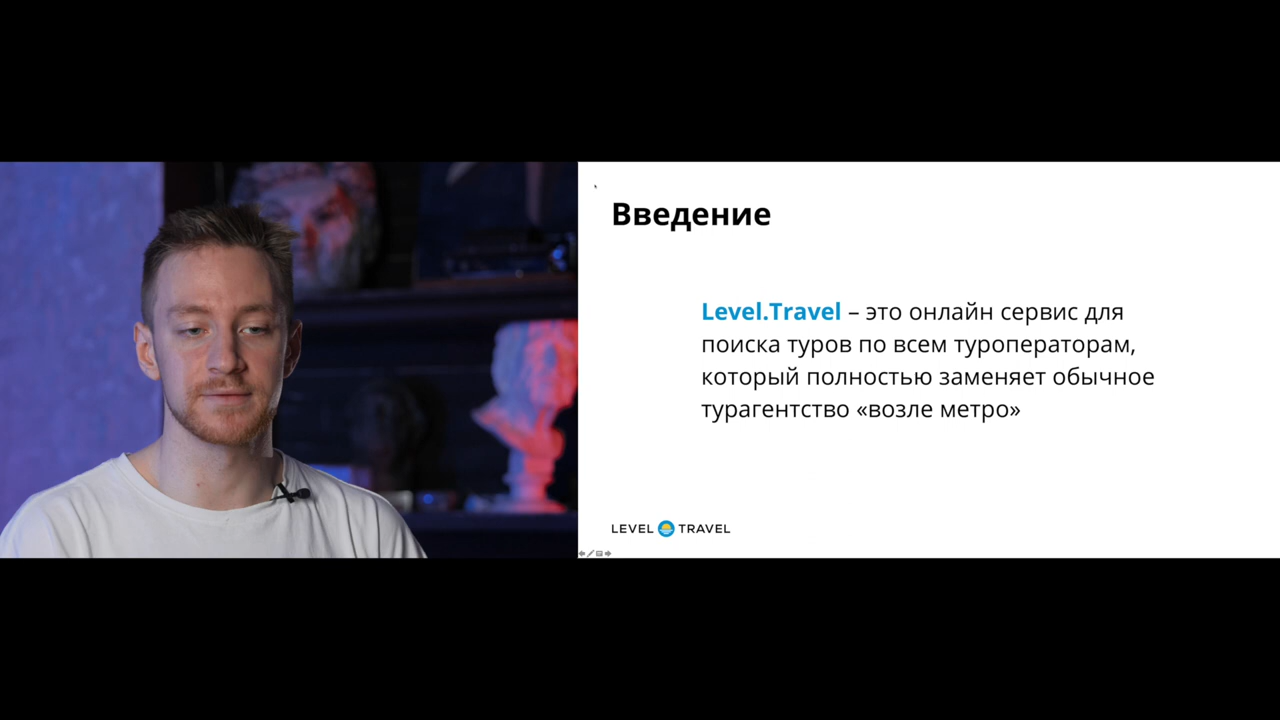 Введение
Level.Travel – это онлайн сервис для
поиска туров по всем туроператорам,
который полностью заменяет обычное
турагентство «возле метро»
LEVEL TRAVEL